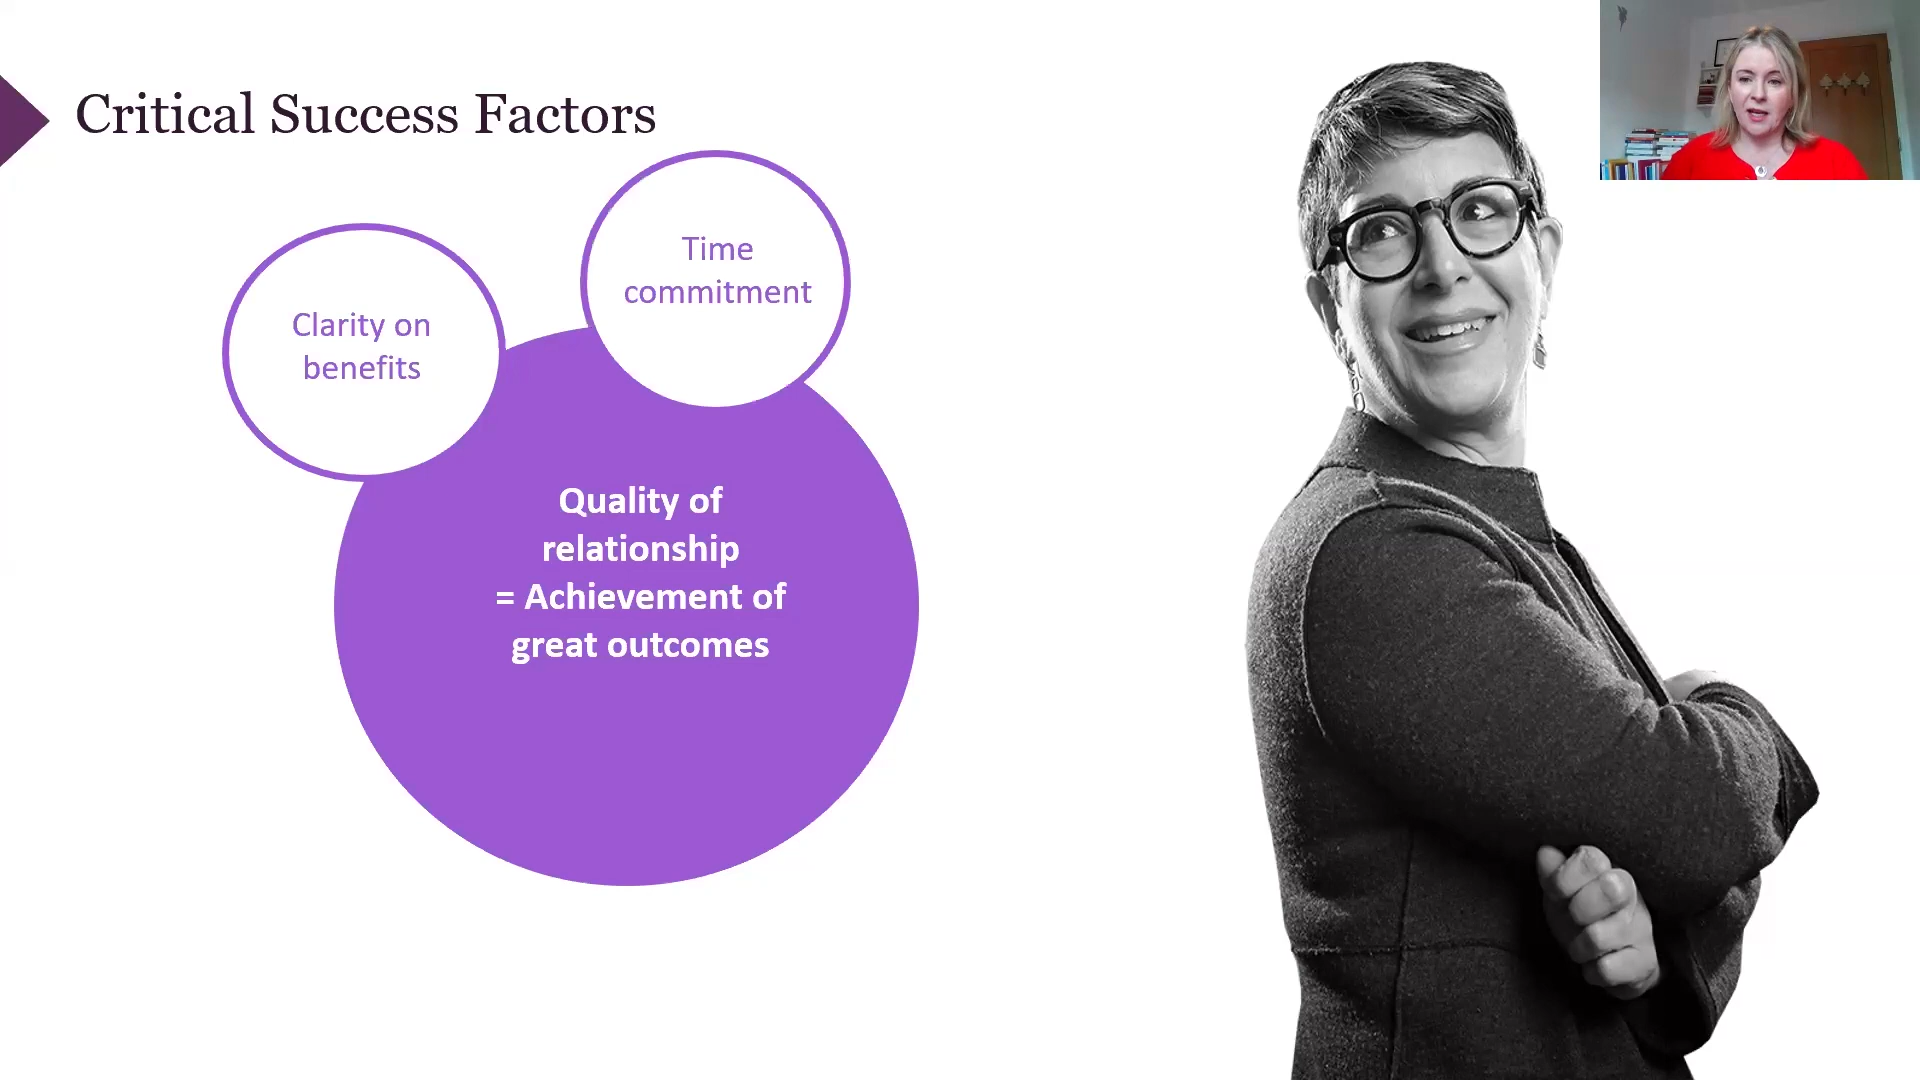 Critical Success Factors
Time
commitment
Clarity on
benefits
Quality of
relationship
= Achievement of
great outcomes